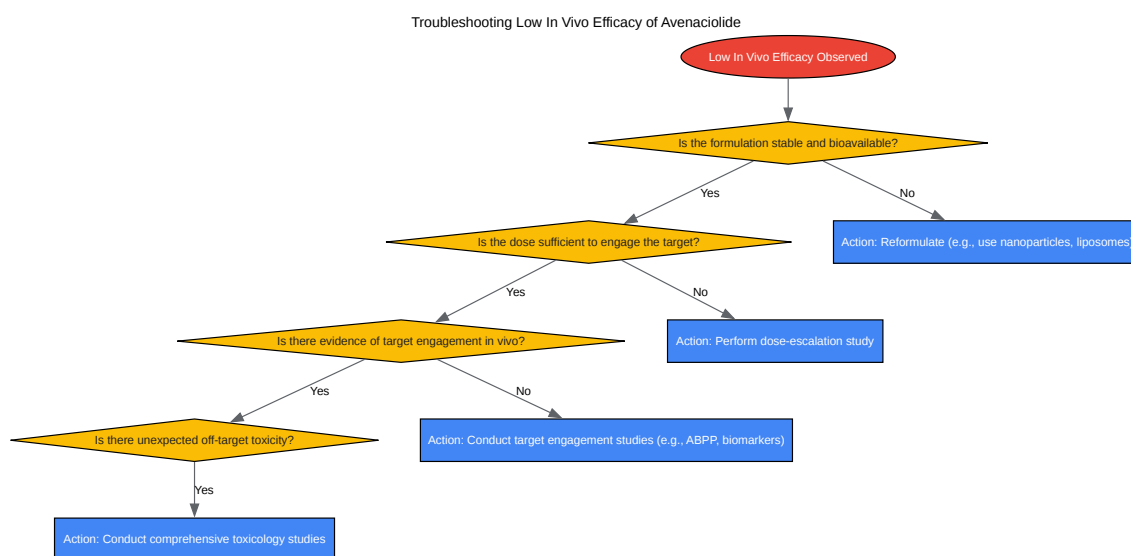 Troubleshooting Low In Vivo Efficacy of Avenaciolide
Low In Vivo Efficacy Observed
Is the formulation stable and bioavailable?
Yes
No
Is the dose sufficient to engage the target?
Action: Reformulate (e.g., use nanoparticles, liposomes)
Yes
No
Is there evidence of target engagement in vivo?
Action: Perform dose-escalation study
Yes
No
Is there unexpected off-target toxicity?
Action: Conduct target engagement studies (e.g., ABPP, biomarkers)
Yes
Action: Conduct comprehensive toxicology studies